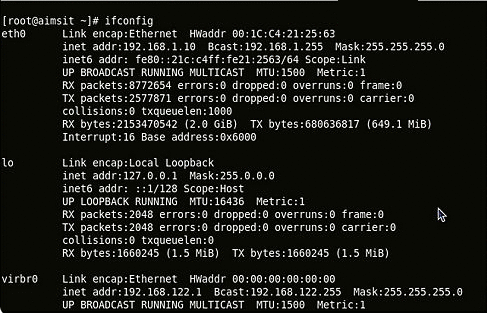 [root@aimsit ~]# ifconfig
eth0      Link encap:Ethernet  HWaddr 00:1C:C4:21:25:63
          inet addr:192.168.1.10  Bcast:192.168.1.255  Mask:255.255.255.0
          inet6 addr: fe80::21c:c4ff:fe21:2563/64 Scope:Link
          UP BROADCAST RUNNING MULTICAST  MTU:1500  Metric:1
          RX packets:8772654 errors:0 dropped:0 overruns:0 frame:0
          TX packets:2577871 errors:0 dropped:0 overruns:0 carrier:0
          collisions:0 txqueuelen:1000
          RX bytes:2153470542 (2.0 GiB)  TX bytes:680636817 (649.1 MiB)
          Interrupt:16 Base address:0x6000
lo        Link encap:Local Loopback
          inet addr:127.0.0.1  Mask:255.0.0.0
          inet6 addr: ::1/128 Scope:Host
          UP LOOPBACK RUNNING  MTU:16436  Metric:1
          RX packets:2048 errors:0 dropped:0 overruns:0 frame:0
          TX packets:2048 errors:0 dropped:0 overruns:0 carrier:0
          collisions:0 txqueuelen:0
          RX bytes:1660245 (1.5 MiB)  TX bytes:1660245 (1.5 MiB)
virbr0    Link encap:Ethernet  HWaddr 00:00:00:00:00:00
          inet addr:192.168.122.1  Bcast:192.168.122.255  Mask:255.255.255.0
          UP BROADCAST RUNNING MULTICAST  MTU:1500  Metric:1